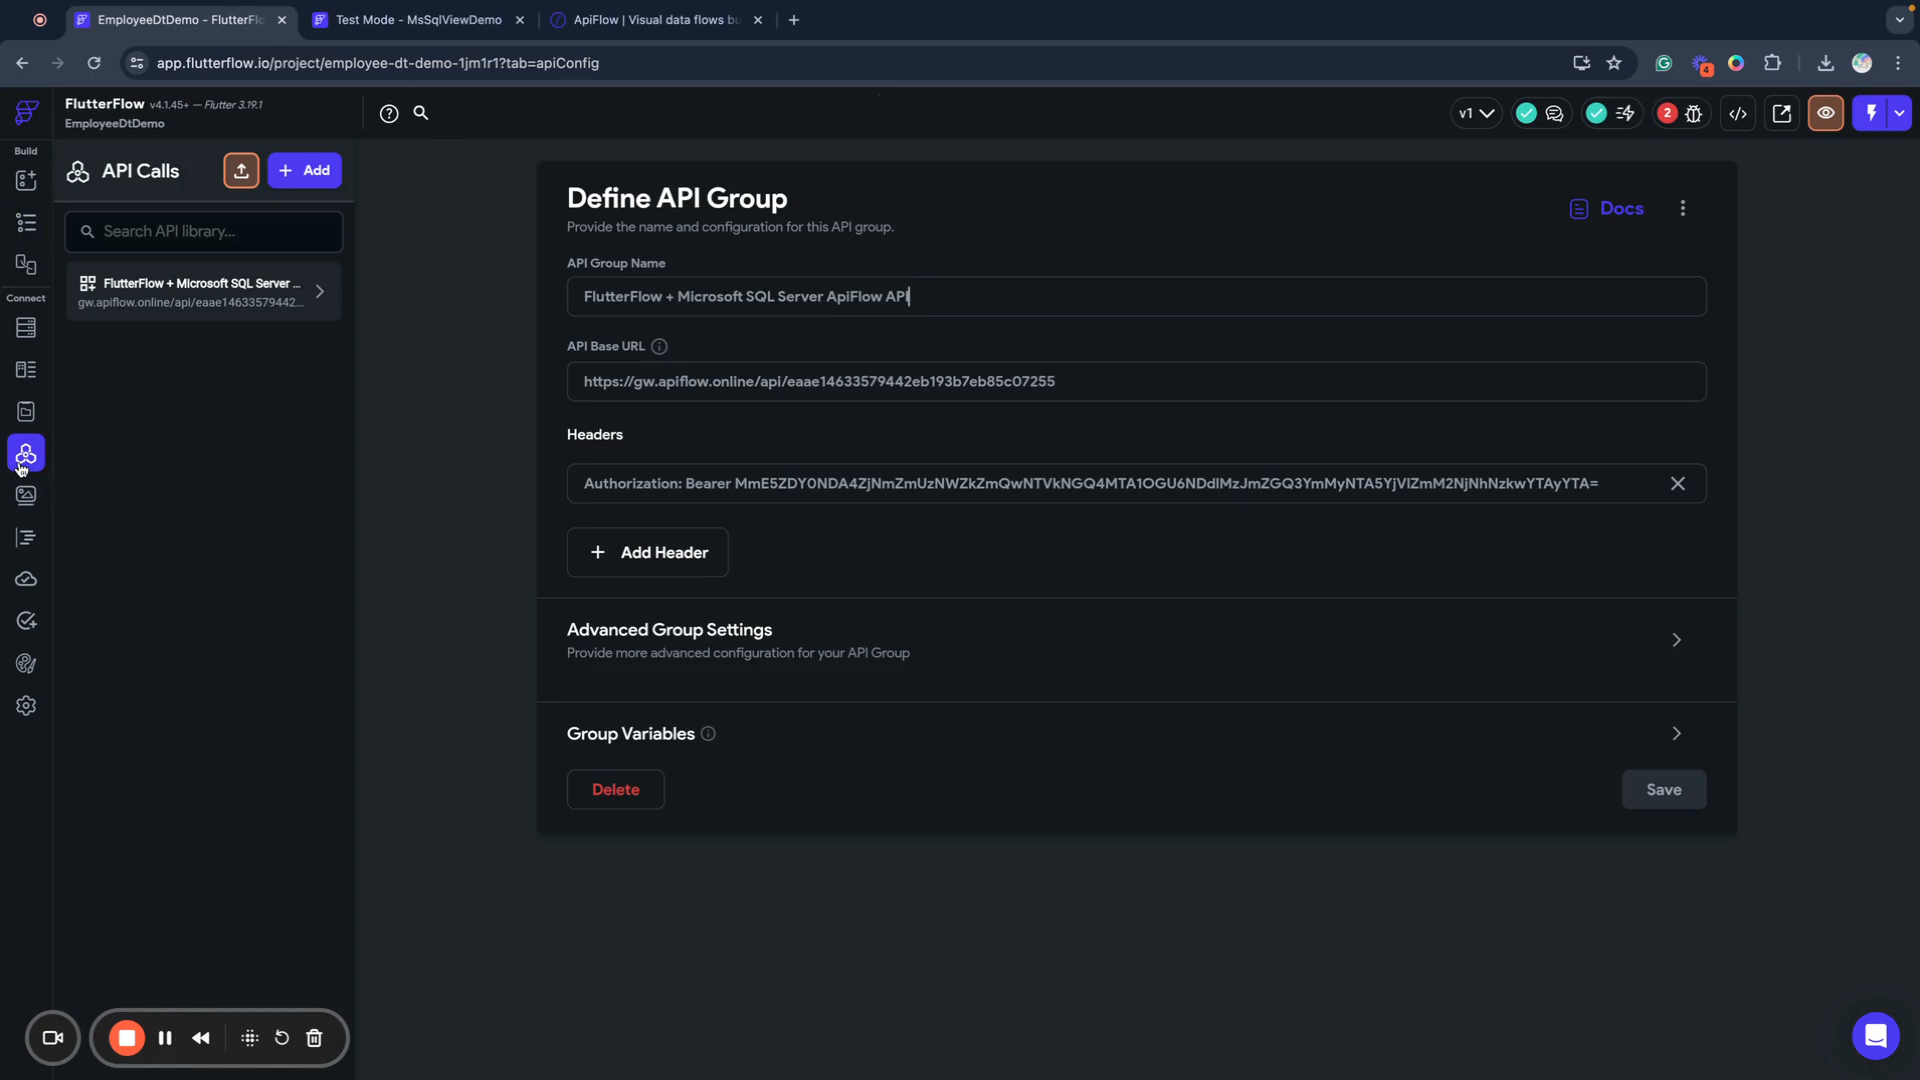 EmployeeDtDemo - FlutterFlo
Test Mode - MsSqlViewDemo
ApiFlow | Visual data flows bu
app.flutterflow.io/project/employee-dt-demo-1jm1r1?tab=apiConfig
4
FlutterFlow v4.1.45+ — Flutter 3.19.1
EmployeeDtDemo
v1
2
Build
API Calls
+ Add
Search API library...
FlutterFlow + Microsoft SQL Server ...
gw.apiflow.online/api/eaae14633579442...
Connect
Define API Group
Provide the name and configuration for this API group.
Docs
API Group Name
FlutterFlow + Microsoft SQL Server ApiFlow API
API Base URL
https://gw.apiflow.online/api/eaae14633579442eb193b7eb85c07255
Headers
Authorization: Bearer MmE5ZDY0NDA4ZjNmZmUzNWZkZmQwNTVkNGQ4MTA1OGU6NDdlMzJmZGQ3YmMyNTA5YjVlZmM2NjNhNzkwYTAyYTA=
+ Add Header
Advanced Group Settings
Provide more advanced configuration for your API Group
Group Variables
Delete
Save